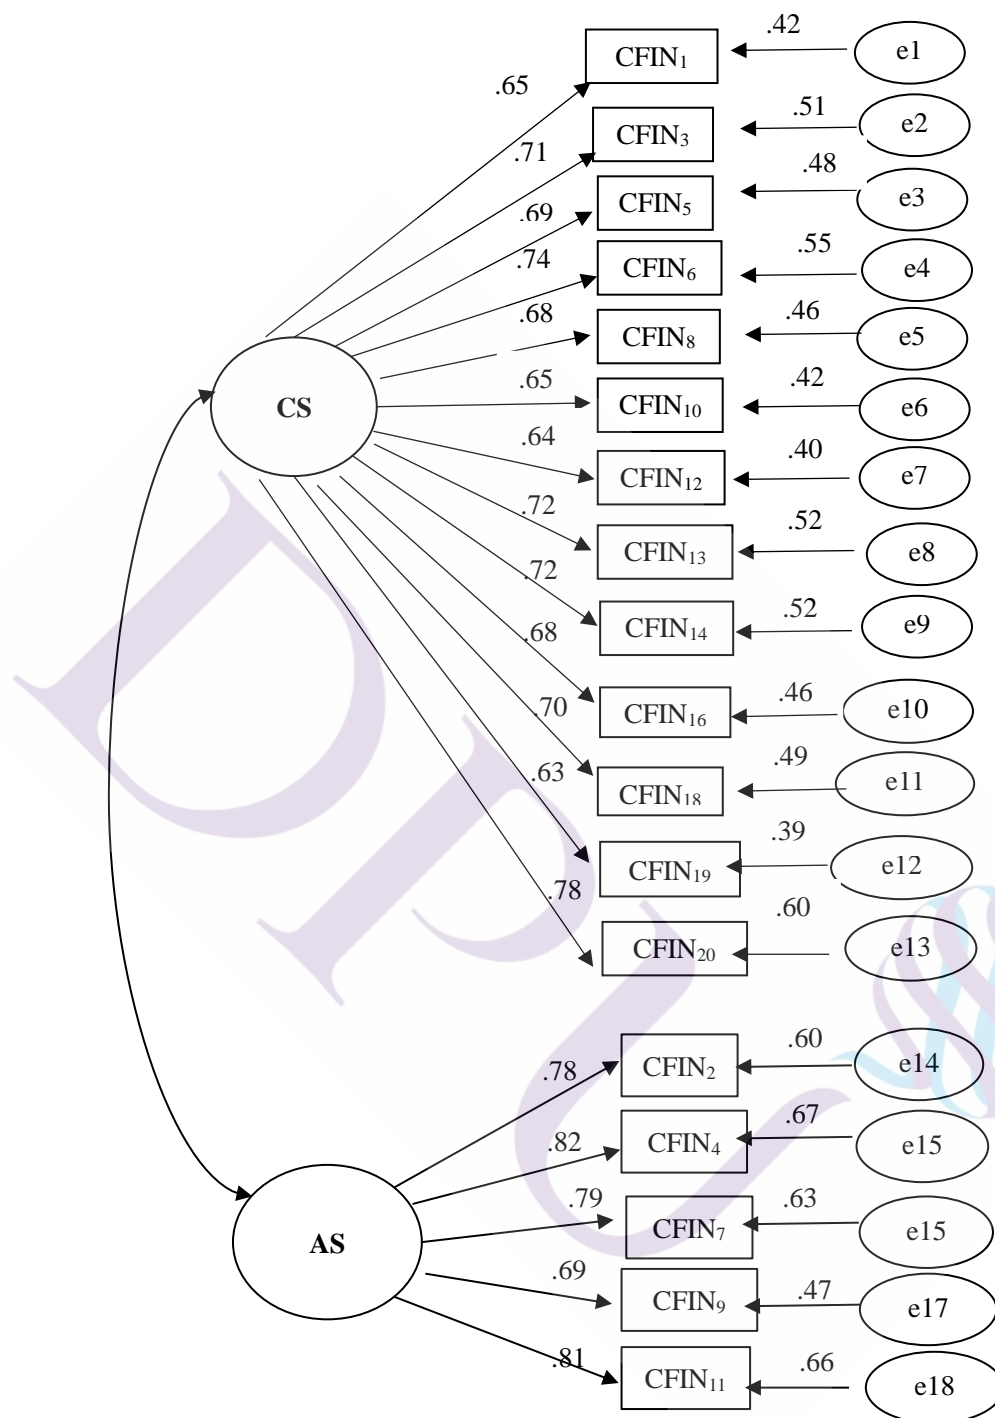 .65 CFIN1 .42 e1
.71 CFIN3 .51 e2
.69 CFIN5 .48 e3
.74 CFIN6 .55 e4
.68 CFIN8 .46 e5
CS .65 CFIN10 .42 e6
.64 CFIN12 .40 e7
.72 CFIN13 .52 e8
.72 CFIN14 .52 e9
.68 CFIN16 .46 e10
.70 CFIN18 .49 e11
.63 CFIN19 .39 e12
.78 CFIN20 .60 e13
.78 CFIN2 .60 e14
.82 CFIN4 .67 e15
AS .79 CFIN7 .63 e15
.69 CFIN9 .47 e17
.81 CFIN11 .66 e18
DPU